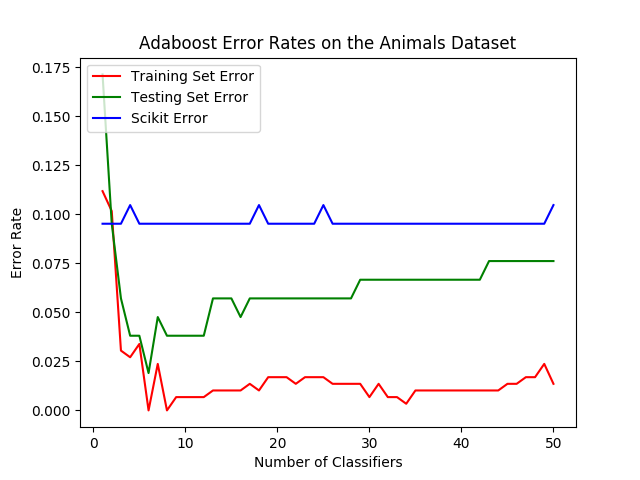 Adaboost Error Rates on the Animals Dataset
Training Set Error
Testing Set Error
Scikit Error
Error Rate
0.175
0.150
0.125
0.100
0.075
0.050
0.025
0.000
0
10
20
30
40
50
Number of Classifiers